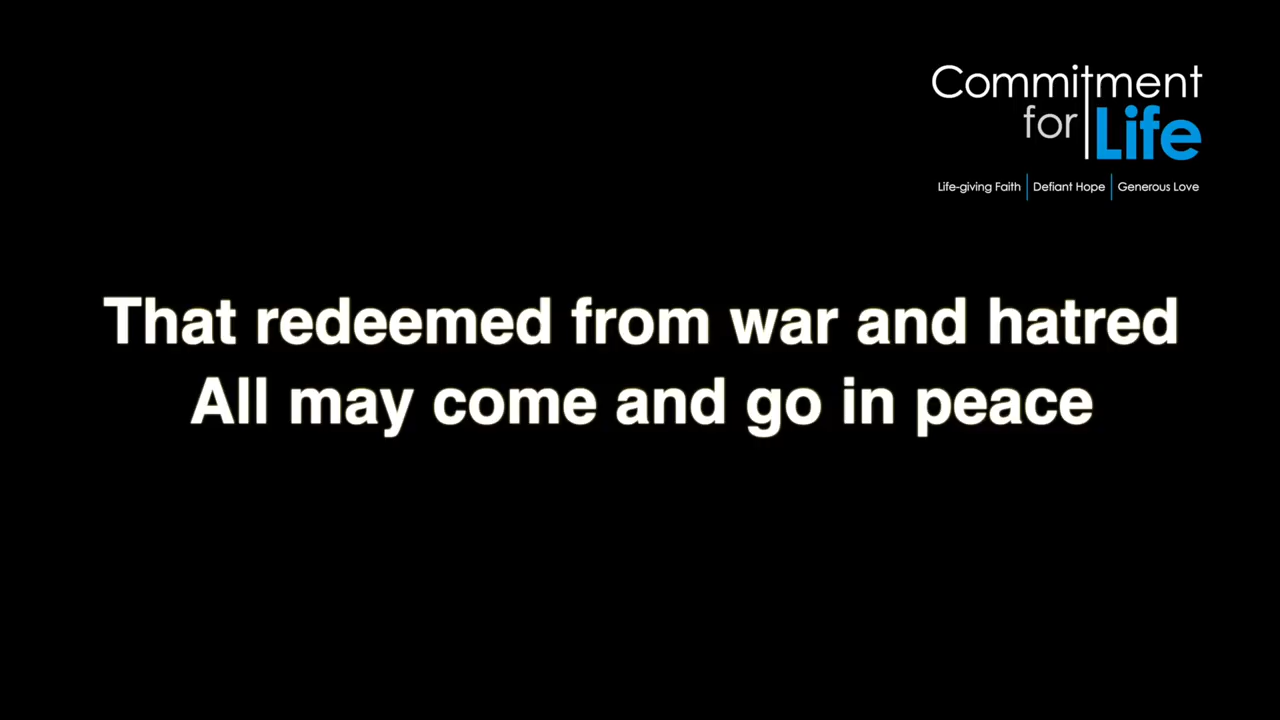 Commitment
for Life
Life-giving Faith | Defiant Hope | Generous Love
That redeemed from war and hatred
All may come and go in peace